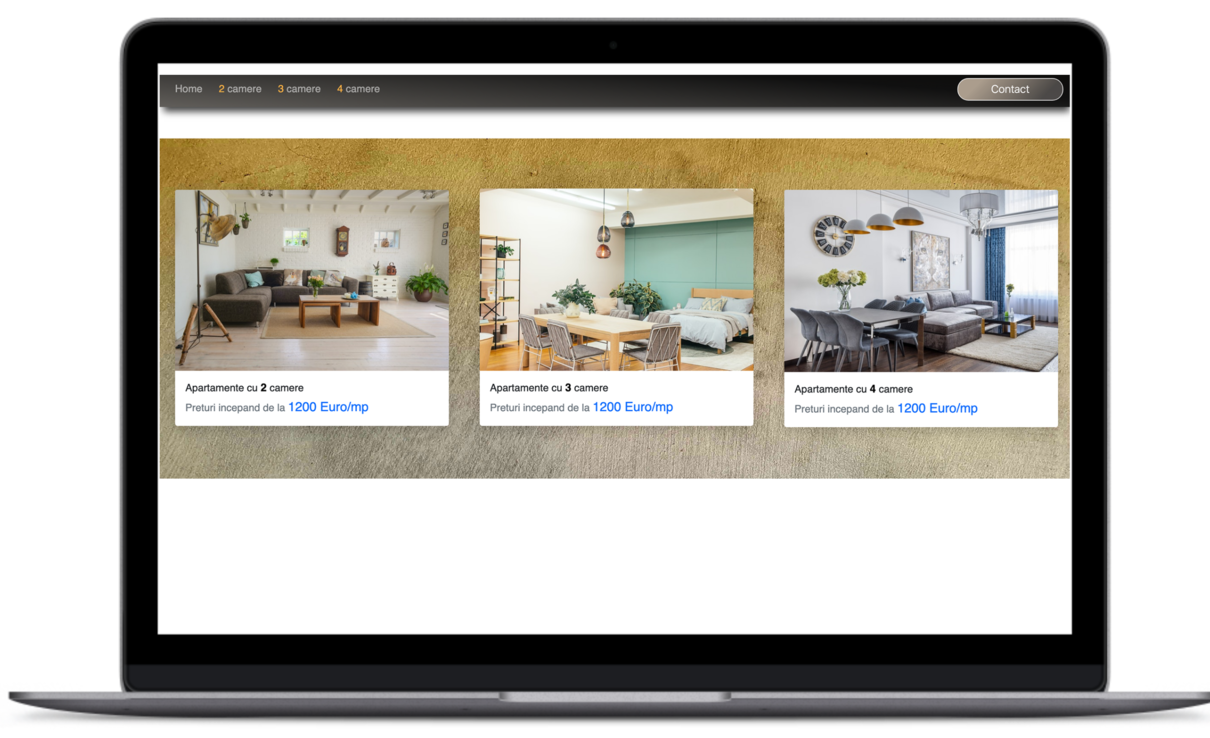 Home 2 camere 3 camere 4 camere Contact
Apartamente cu 2 camere
Preturi incepand de la 1200 Euro/mp
Apartamente cu 3 camere
Preturi incepand de la 1200 Euro/mp
Apartamente cu 4 camere
Preturi incepand de la 1200 Euro/mp